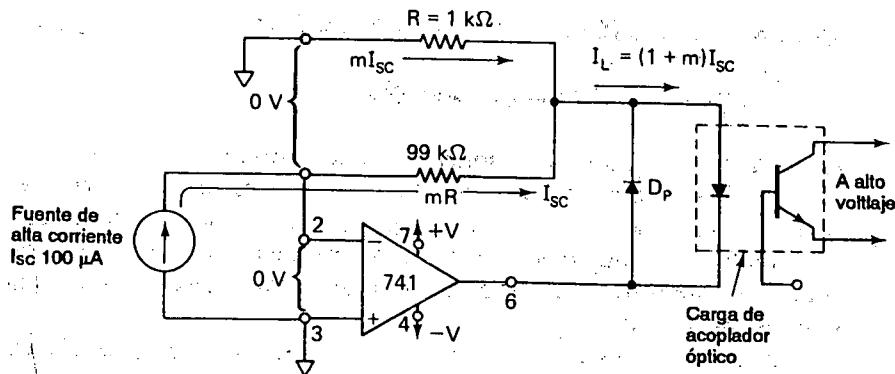 R = 1 kΩ
mI_SC
I_L = (1 + m)I_SC
0 V
99 kΩ
mR
I_SC
D_P
A alto
voltiaje
Fuente de
alta corriente
I_SC 100 µA
2
7
+V
−
0 V
741
6
4
−V
3
+
Carga de
acoplador
óptico